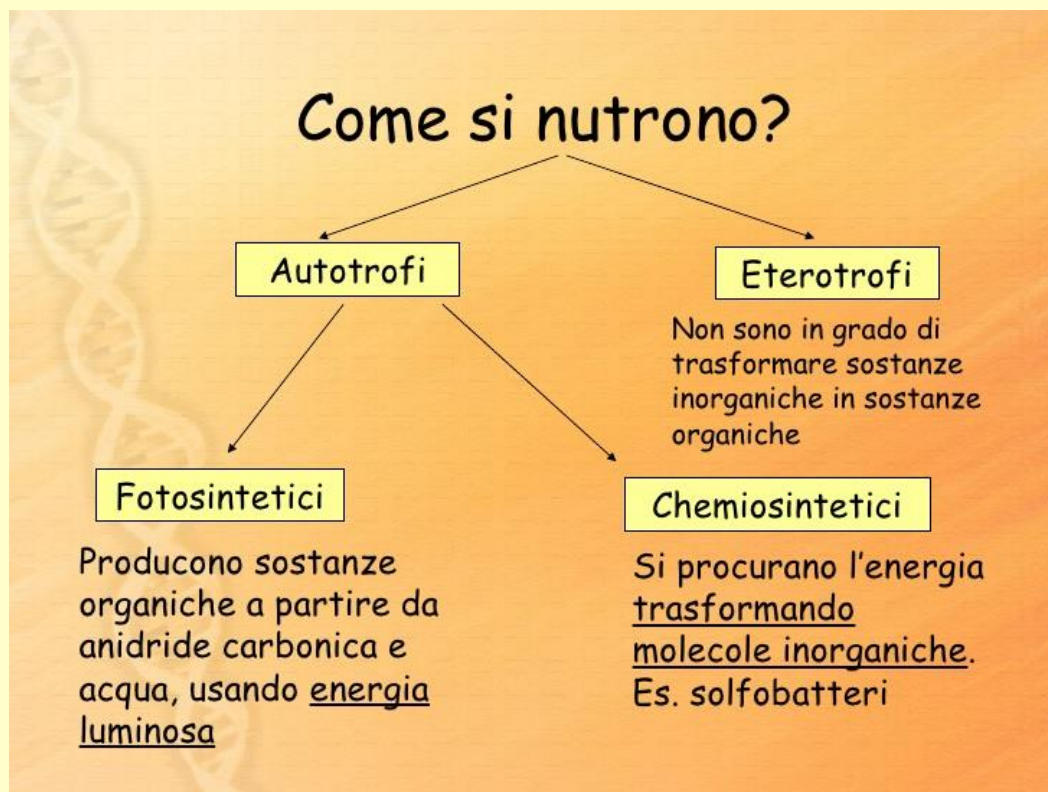 Come si nutrono?
Autotrofi
Eterotrofi
Non sono in grado di
trasformare sostanze
inorganiche in sostanze
organiche
Fotosintetici
Producono sostanze
organiche a partire da
anidride carbonica e
acqua, usando energia
luminosa
Chemiosintetici
Si procurano l'energia
trasformando
molecole inorganiche.
Es. solfobatteri